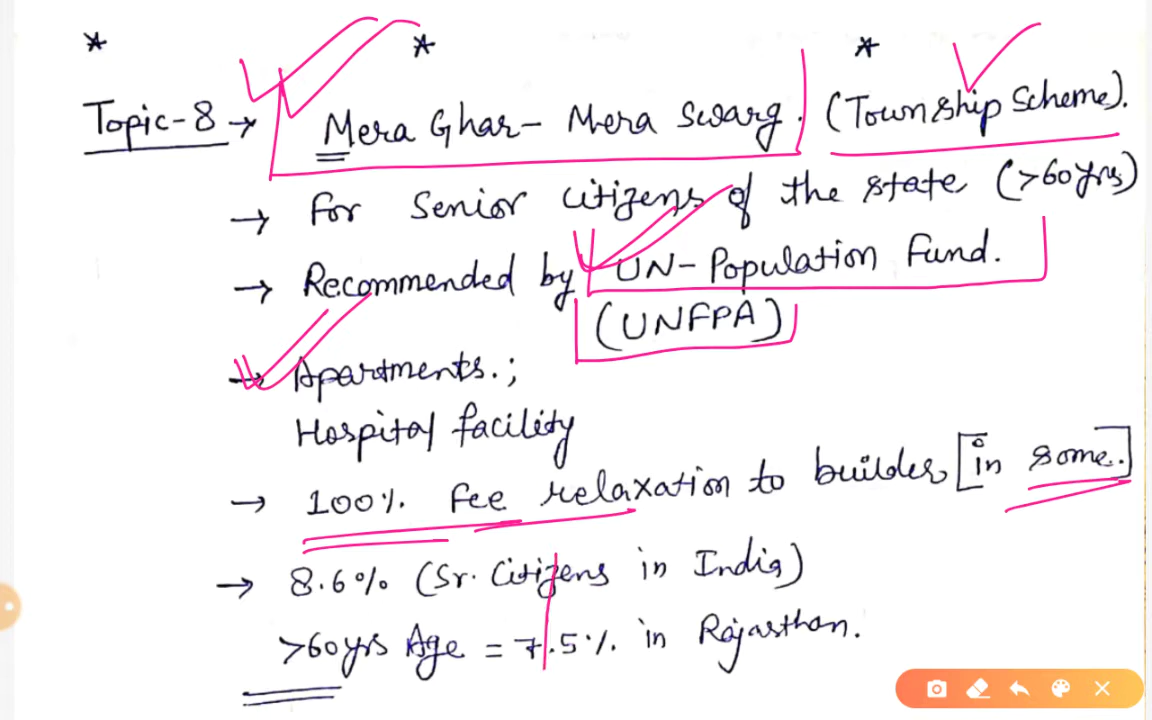 * * *
Topic-8 → Mera Ghar- Mera Swarg. (Township Scheme).
→ For Senior citizens of the state (>60yrs)
→ Recommended by UN-Population Fund.
(UNFPA)
→ Apartments.;
Hospital facility
→ 100% Fee relaxation to builder [in some.]
→ 8.6% (Sr. Citizens in India)
>60yrs Age = 7.5% in Rajasthan.